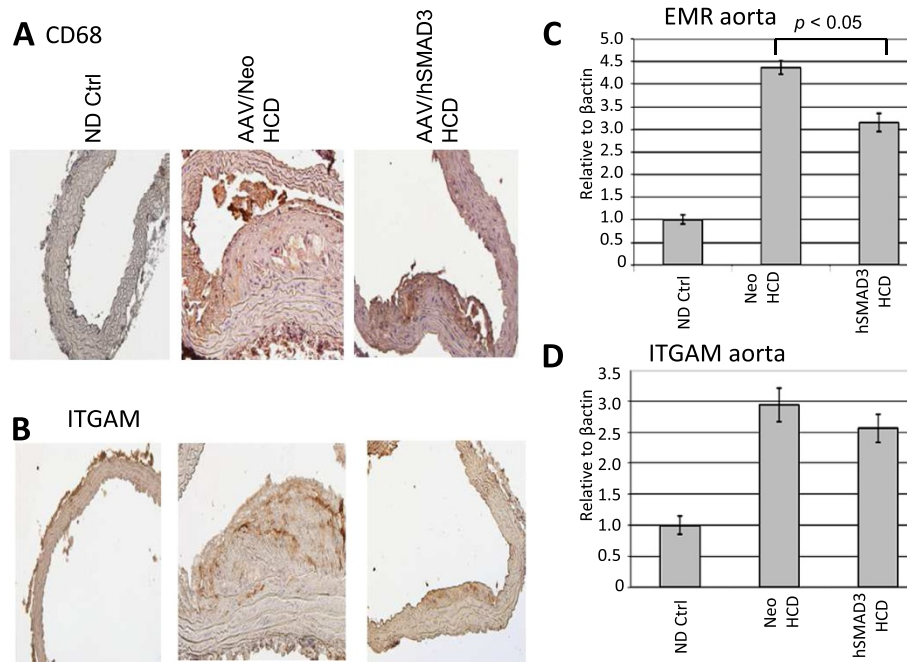 A CD68
ND Ctrl
AAV/Neo
HCD
AAV/hSMAD3
HCD
B ITGAM
C EMR aorta
p < 0.05
Relative to βactin
5.0
4.5
4.0
3.5
3.0
2.5
2.0
1.5
1.0
0.5
0
ND Ctrl
Neo
HCD
hSMAD3
HCD
D ITGAM aorta
Relative to βactin
3.5
3.0
2.5
2.0
1.5
1.0
0.5
0
ND Ctrl
Neo
HCD
hSMAD3
HCD